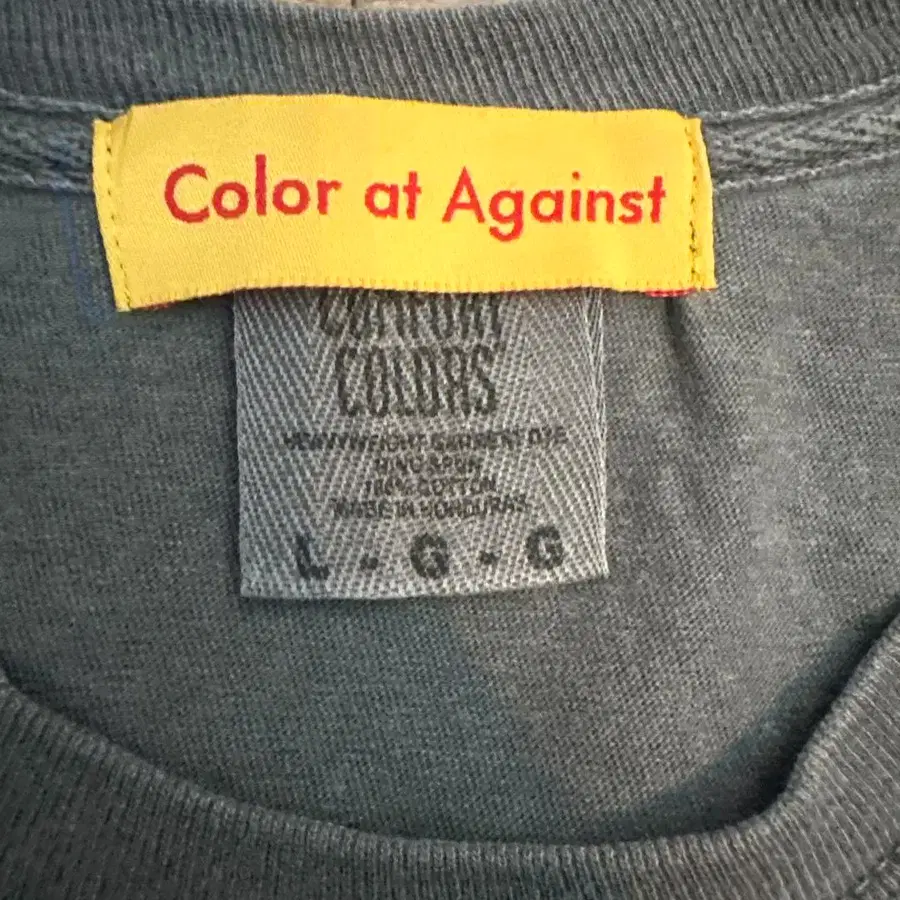 Color at Against
COMFORT
COLORS
HEAVYWEIGHT GARMENT DYE
RING SPUN
100% COTTON
MADE IN HONDURAS
L - G - G